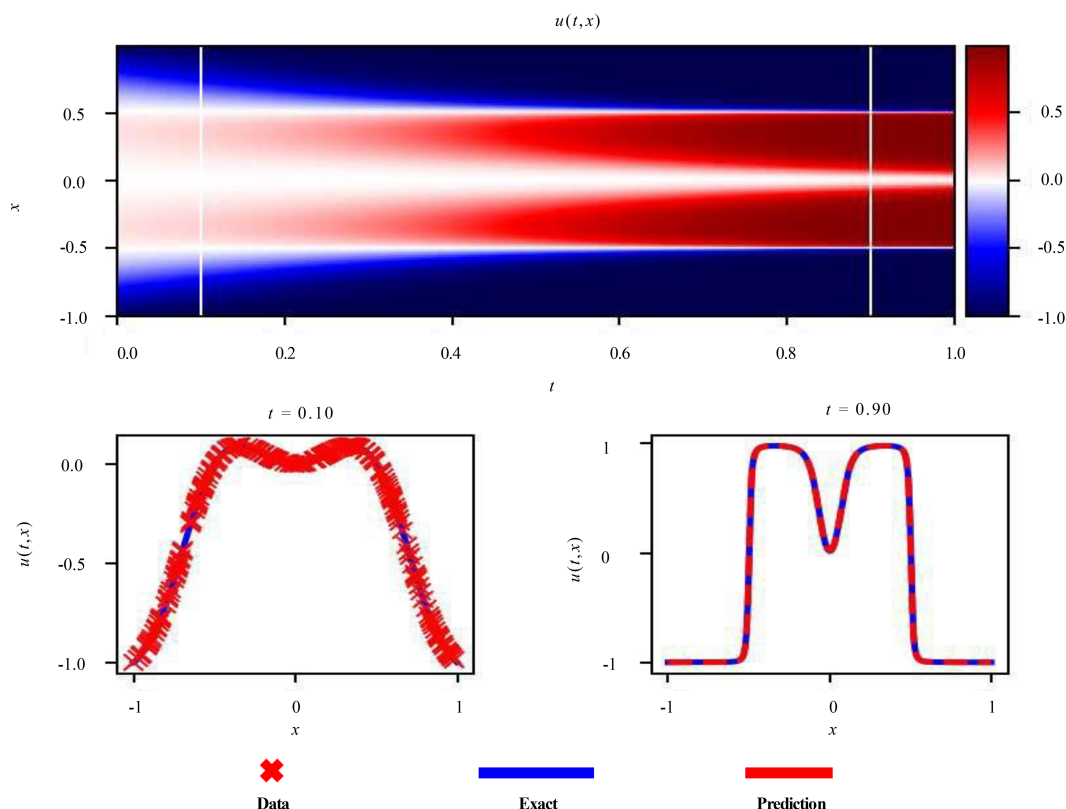 u(t,x)
x
0.5
0.0
-0.5
-1.0
0.5
0.0
-0.5
-1.0
0.0 0.2 0.4 0.6 0.8 1.0
t
t = 0.10
u(t,x)
0.0
-0.5
-1.0
-1 0 1
x
t = 0.90
u(t,x)
1
0
-1
-1 0 1
x
Data Exact Prediction